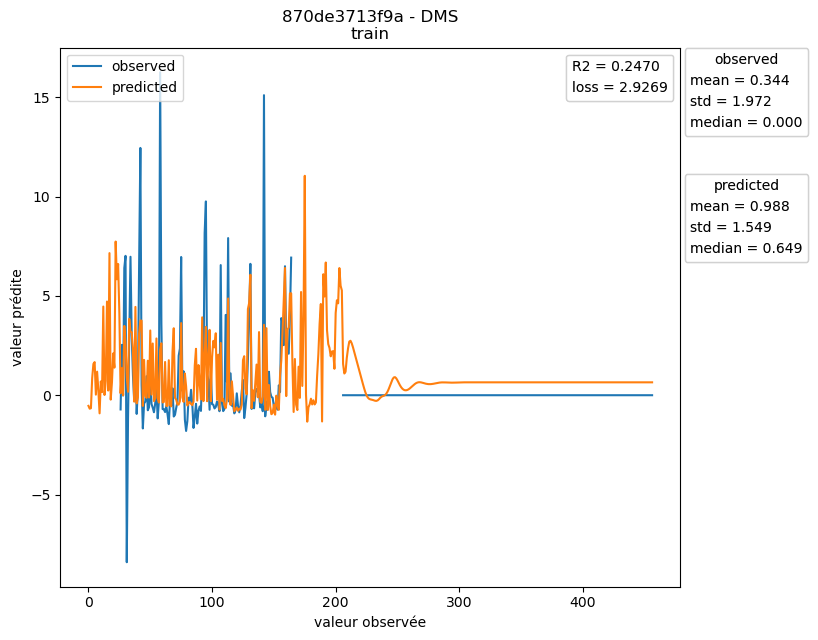 870de3713f9a - DMS
train
observed
predicted
R2 = 0.2470
loss = 2.9269
observed
mean = 0.344
std = 1.972
median = 0.000
predicted
mean = 0.988
std = 1.549
median = 0.649
valeur prédite
15
10
5
0
−5
0
100
200
300
400
valeur observée